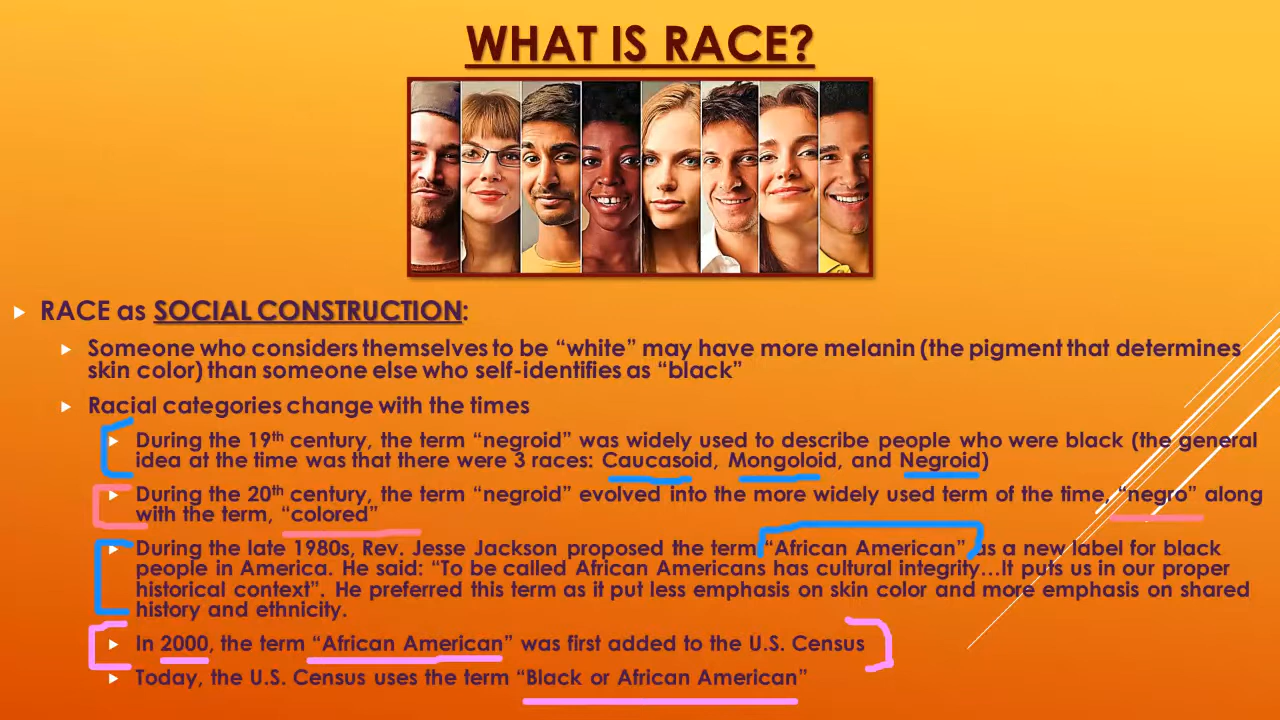 WHAT IS RACE?
RACE as SOCIAL CONSTRUCTION:
Someone who considers themselves to be “white” may have more melanin (the pigment that determines
skin color) than someone else who self-identifies as “black”
Racial categories change with the times
During the 19th century, the term “negroid” was widely used to describe people who were black (the general
idea at the time was that there were 3 races: Caucasoid, Mongoloid, and Negroid)
During the 20th century, the term “negroid” evolved into the more widely used term of the time, “negro” along
with the term, “colored”
During the late 1980s, Rev. Jesse Jackson proposed the term “African American” as a new label for black
people in America. He said: “To be called African Americans has cultural integrity…It puts us in our proper
historical context”. He preferred this term as it put less emphasis on skin color and more emphasis on shared
history and ethnicity.
In 2000, the term “African American” was first added to the U.S. Census
Today, the U.S. Census uses the term “Black or African American”